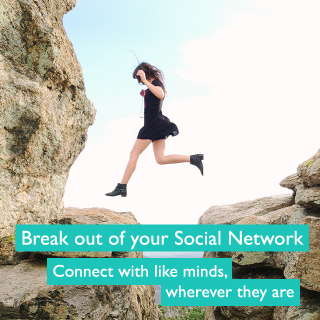 Break out of your Social Network
Connect with like minds,
wherever they are